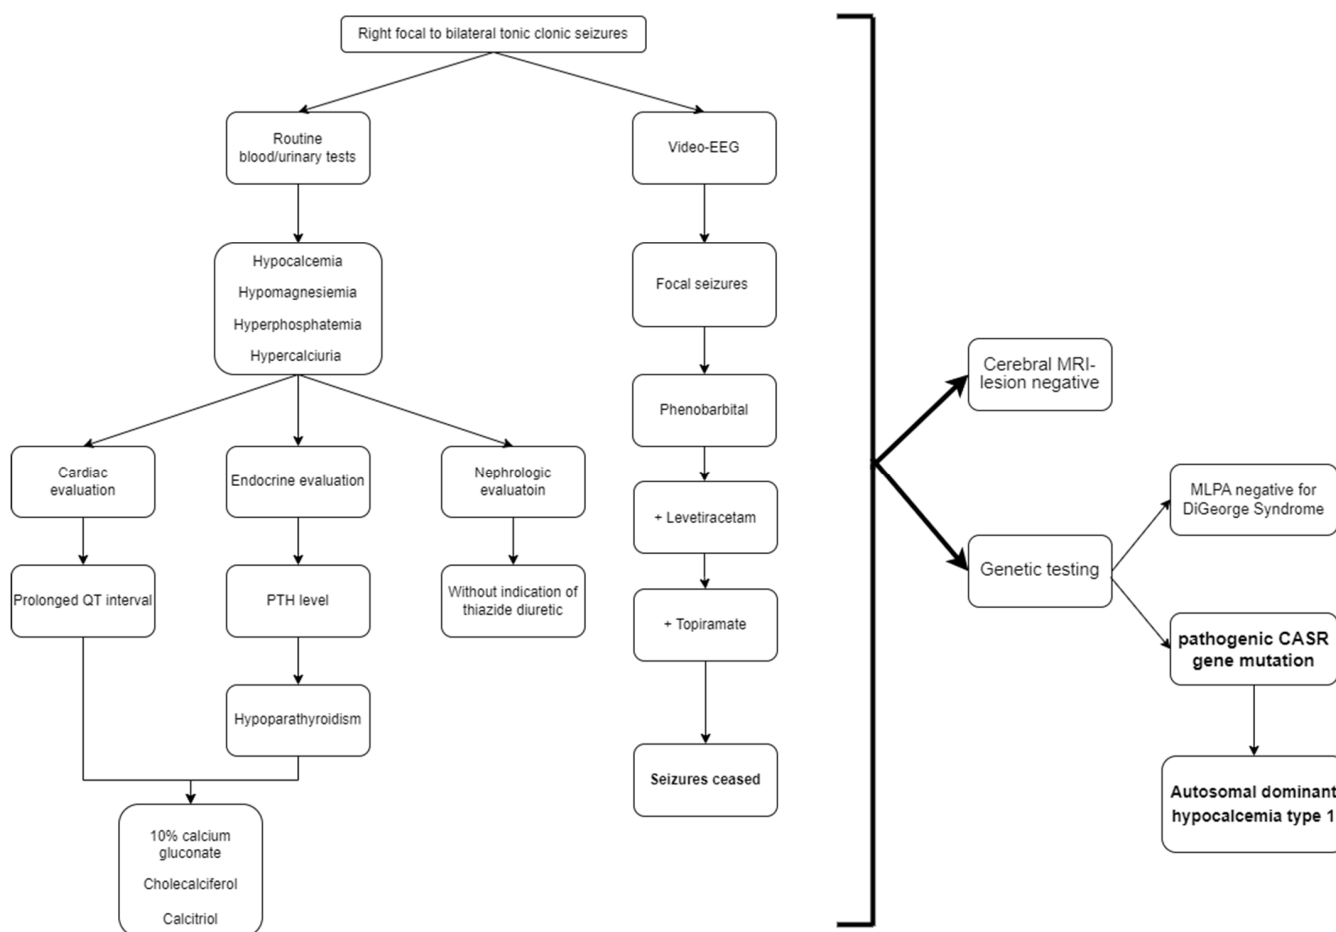 Right focal to bilateral tonic clonic seizures
Routine
blood/urinary tests
Video-EEG
Hypocalcemia
Hypomagnesiemia
Hyperphosphatemia
Hypercalciuria
Focal seizures
Phenobarbital
Cardiac
evaluation
Endocrine evaluation
Nephrologic
evaluatoin
+ Levetiracetam
Prolonged QT interval
PTH level
Without indication of
thiazide diuretic
+ Topiramate
Hypoparathyroidism
Seizures ceased
10% calcium
gluconate
Cholecalciferol
Calcitriol
Cerebral MRI-
lesion negative
Genetic testing
MLPA negative for
DiGeorge Syndrome
pathogenic CASR
gene mutation
Autosomal dominant
hypocalcemia type 1